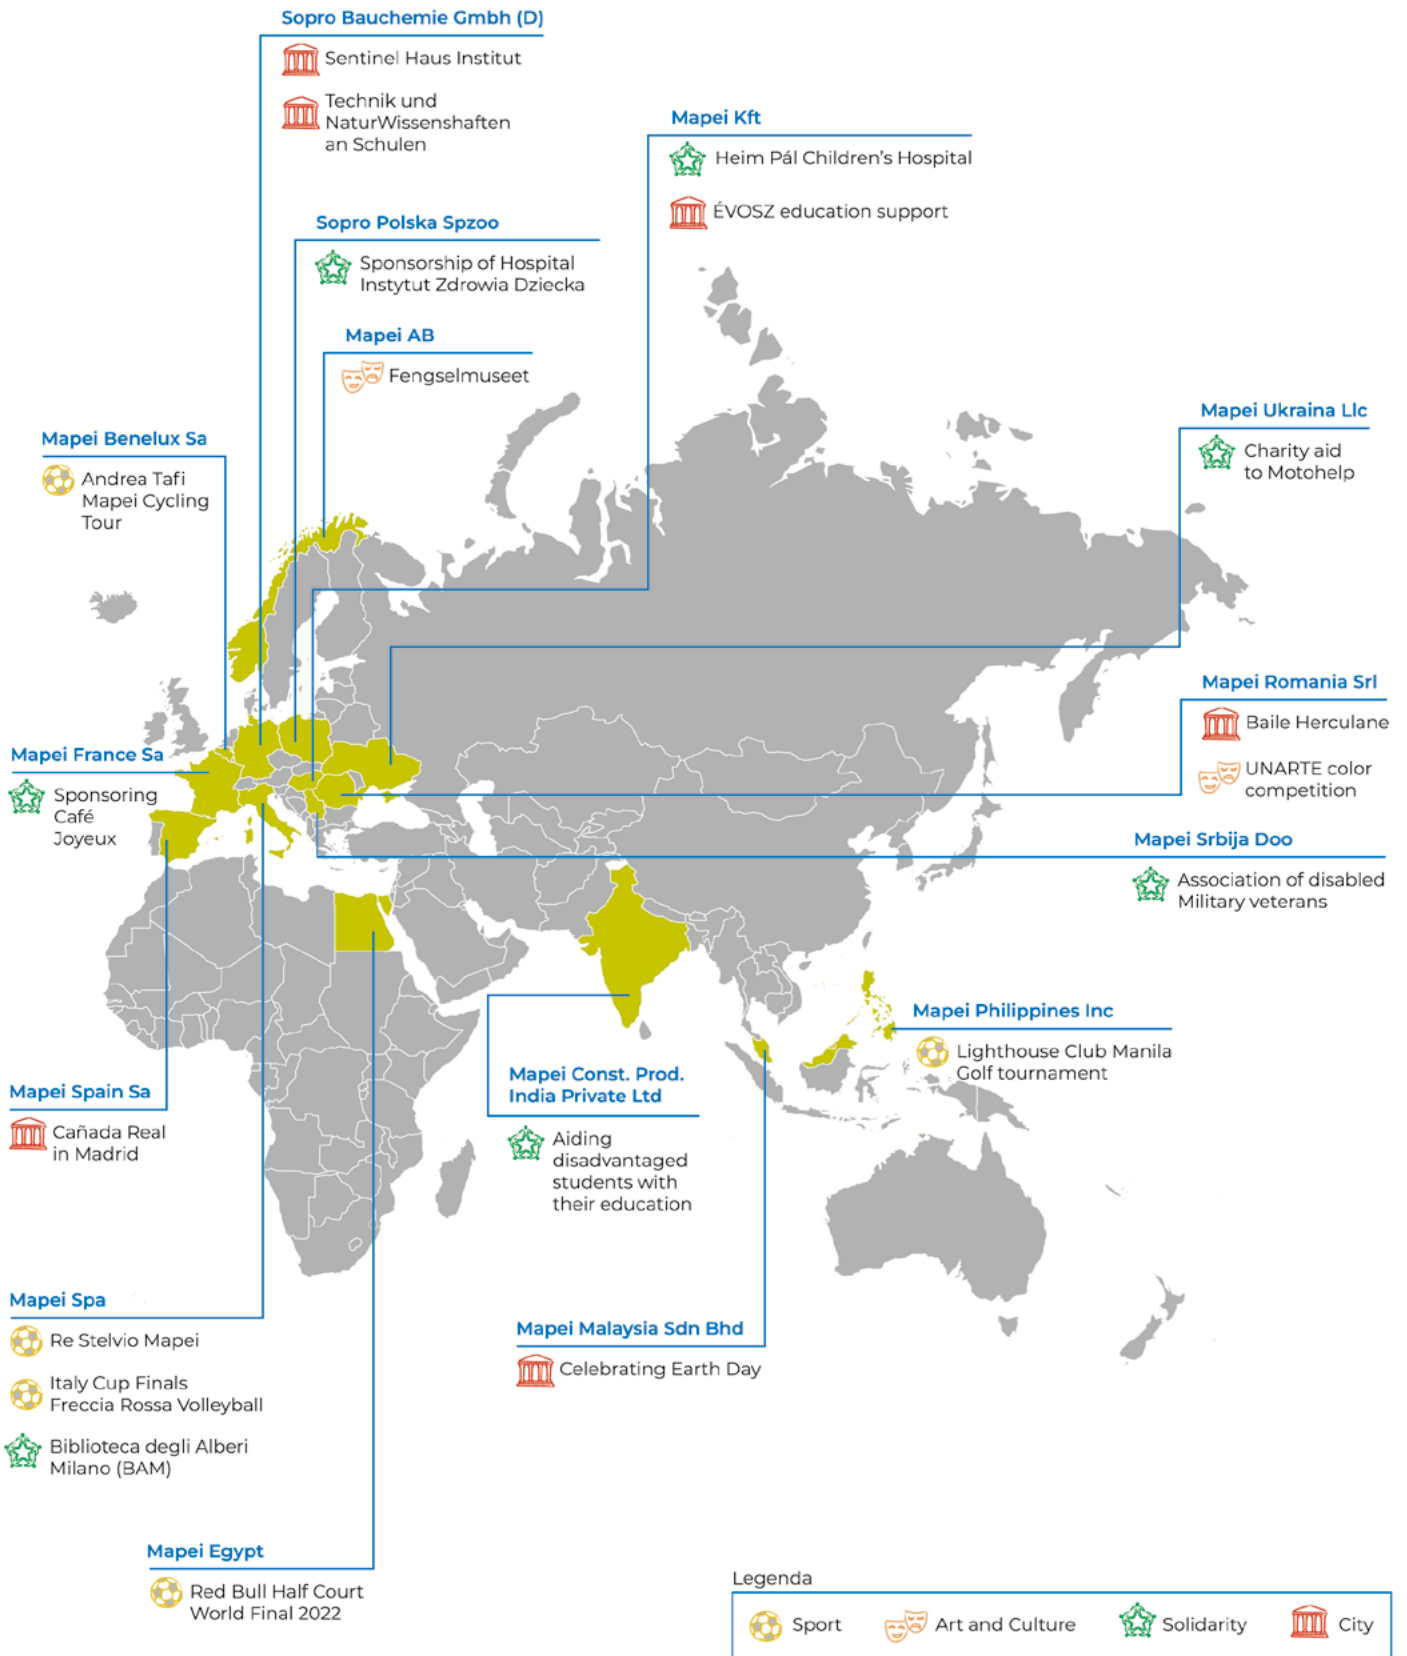 Sopro Bauchemie Gmbh (D)
Sentinel Haus Institut
Technik und
NaturWissenshaften
an Schulen
Mapei Kft
Heim Pál Children's Hospital
ÉVOSZ education support
Sopro Polska Spzoo
Sponsorship of Hospital
Instytut Zdrowia Dziecka
Mapei AB
Fengselmuseet
Mapei Ukraina Llc
Charity aid
to Motohelp
Mapei Benelux Sa
Andrea Tafi
Mapei Cycling
Tour
Mapei Romania Srl
Baile Herculane
UNARTE color
competition
Mapei France Sa
Sponsoring
Café
Joyeux
Mapei Srbija Doo
Association of disabled
Military veterans
Mapei Philippines Inc
Lighthouse Club Manila
Golf tournament
Mapei Const. Prod.
India Private Ltd
Aiding
disadvantaged
students with
their education
Mapei Spain Sa
Cañada Real
in Madrid
Mapei Spa
Re Stelvio Mapei
Italy Cup Finals
Freccia Rossa Volleyball
Biblioteca degli Alberi
Milano (BAM)
Mapei Malaysia Sdn Bhd
Celebrating Earth Day
Mapei Egypt
Red Bull Half Court
World Final 2022
Legenda
Sport
Art and Culture
Solidarity
City